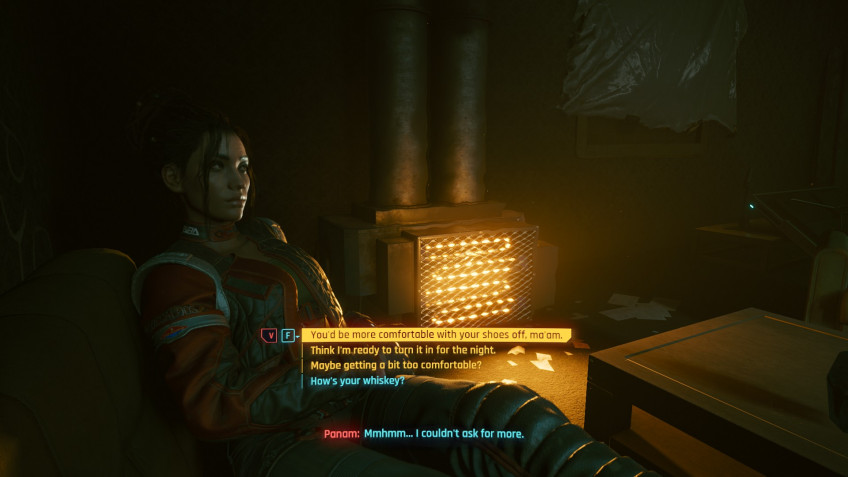 V F
You'd be more comfortable with your shoes off, ma'am.
Think I'm ready to turn it in for the night.
Maybe getting a bit too comfortable?
How's your whiskey?
Panam: Mmhmm... I couldn't ask for more.